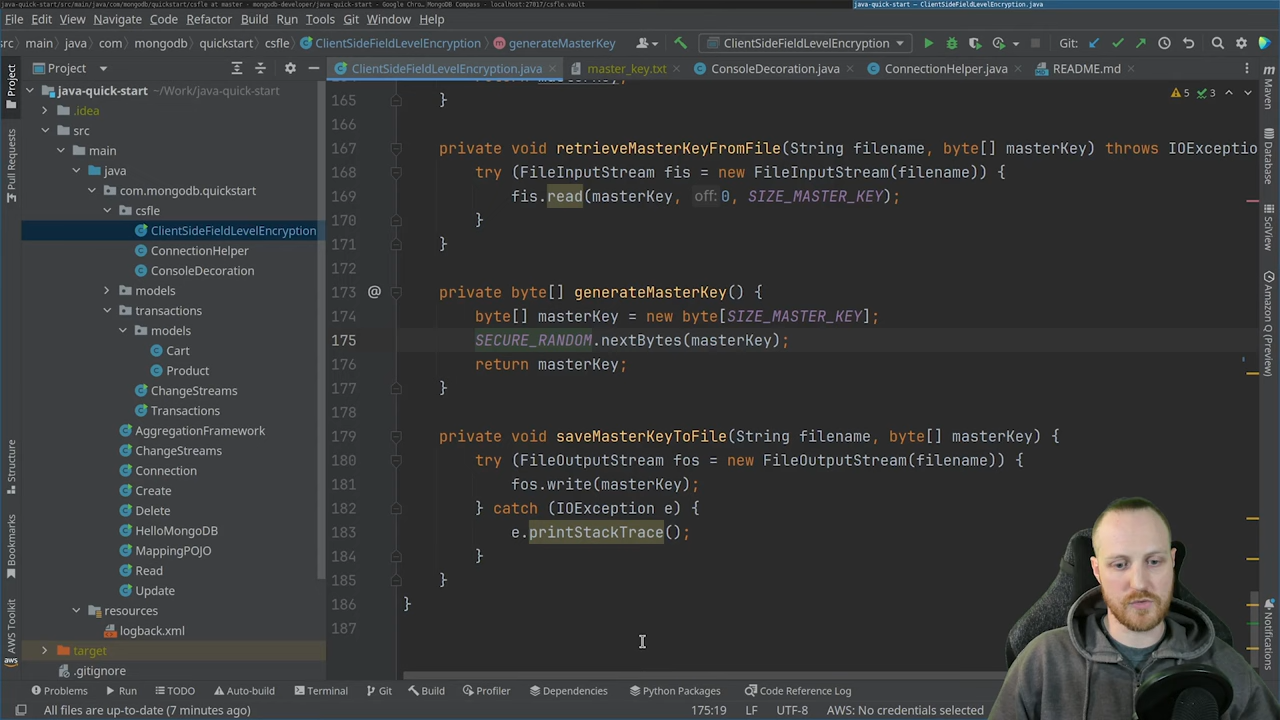 src/main/java/com/mongodb/quickstart/csfle at master · mongodb-developer/java-quick-start - Google Chro... MongoDB Compass - localhost:27017/csfle.vault
java-quick-start – ClientSideFieldLevelEncryption.java
File Edit View Navigate Code Refactor Build Run Tools Git Window Help
src main java com mongodb quickstart csfle ClientSideFieldLevelEncryption generateMasterKey ClientSideFieldLevelEncryption Git:
Project ClientSideFieldLevelEncryption.java master_key.txt ConsoleDecoration.java ConnectionHelper.java README.md
java-quick-start ~/Work/java-quick-start
.idea
src
main
java
com.mongodb.quickstart
csfle
ClientSideFieldLevelEncryption
ConnectionHelper
ConsoleDecoration
models
transactions
models
Cart
Product
ChangeStreams
Transactions
AggregationFramework
ChangeStreams
Connection
Create
Delete
HelloMongoDB
MappingPOJO
Read
Update
resources
logback.xml
target
.gitignore
5 3
165 }
166
167 private void retrieveMasterKeyFromFile(String filename, byte[] masterKey) throws IOExceptio
168 try (FileInputStream fis = new FileInputStream(filename)) {
169 fis.read(masterKey, off: 0, SIZE_MASTER_KEY);
170 }
171 }
172
173 @ private byte[] generateMasterKey() {
174 byte[] masterKey = new byte[SIZE_MASTER_KEY];
175 SECURE_RANDOM.nextBytes(masterKey);
176 return masterKey;
177 }
178
179 private void saveMasterKeyToFile(String filename, byte[] masterKey) {
180 try (FileOutputStream fos = new FileOutputStream(filename)) {
181 fos.write(masterKey);
182 } catch (IOException e) {
183 e.printStackTrace();
184 }
185 }
186 }
187
Project
Pull Requests
Structure
Bookmarks
AWS Toolkit
aws
Maven
Database
SciView
Amazon Q (Preview)
Notifications
Problems Run TODO Auto-build Terminal Git Build Profiler Dependencies Python Packages Code Reference Log
All files are up-to-date (7 minutes ago) 175:19 LF UTF-8 AWS: No credentials selected